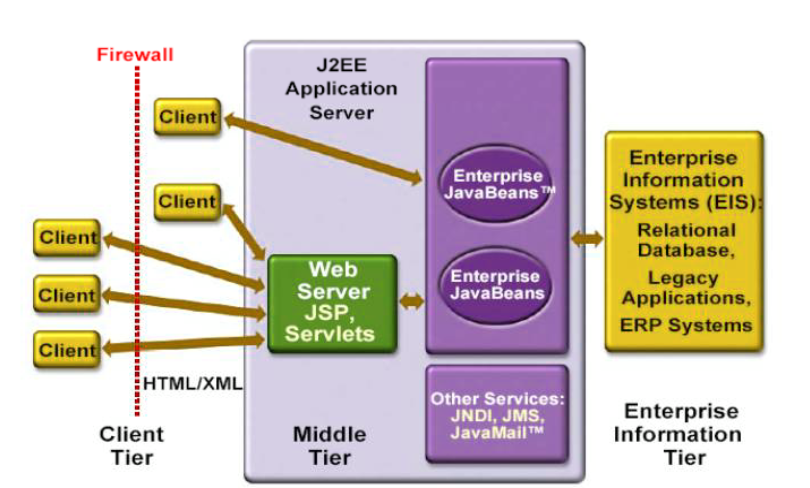 Firewall
J2EE
Application
Server
Client
Client
Client
Client
Client
HTML/XML
Web
Server
JSP,
Servlets
Enterprise
JavaBeans™
Enterprise
JavaBeans
Other Services:
JNDI, JMS,
JavaMail™
Enterprise
Information
Systems (EIS):
Relational
Database,
Legacy
Applications,
ERP Systems
Client
Tier
Middle
Tier
Enterprise
Information
Tier